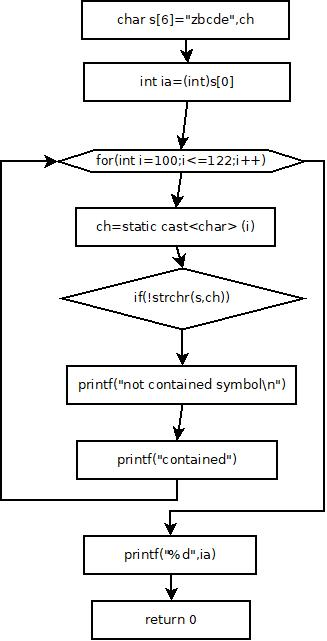 char s[6]="zbcde",ch
int ia=(int)s[0]
for(int i=100;i<=122;i++)
ch=static cast<char> (i)
if(!strchr(s,ch))
printf("not contained symbol\n")
printf("contained")
printf("%d",ia)
return 0